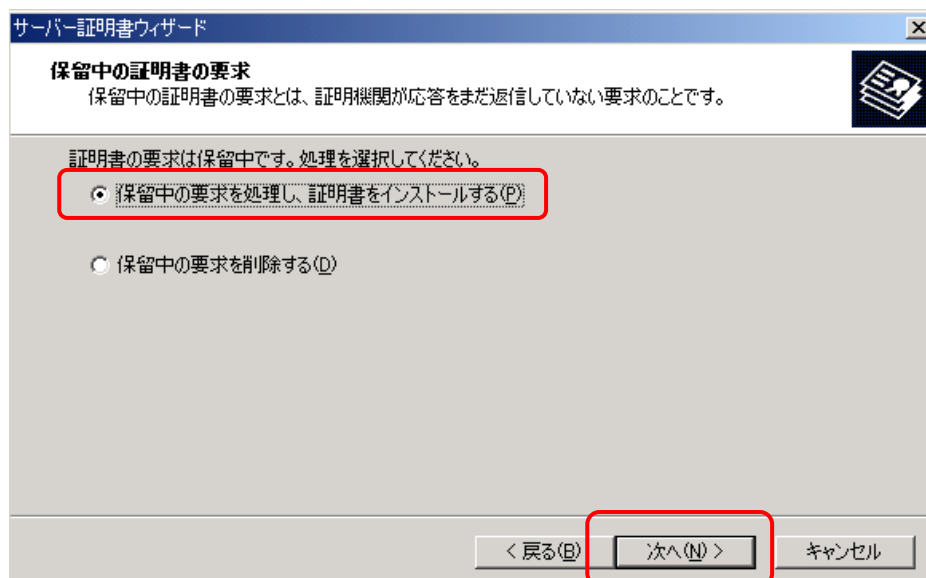 サーバー証明書ウィザード
保留中の証明書の要求
保留中の証明書の要求とは、証明機関が応答をまだ返信していない要求のことです。
証明書の要求は保留中です。処理を選択してください。
保留中の要求を処理し、証明書をインストールする(P)
保留中の要求を削除する(D)
< 戻る(B) 次へ(N) > キャンセル